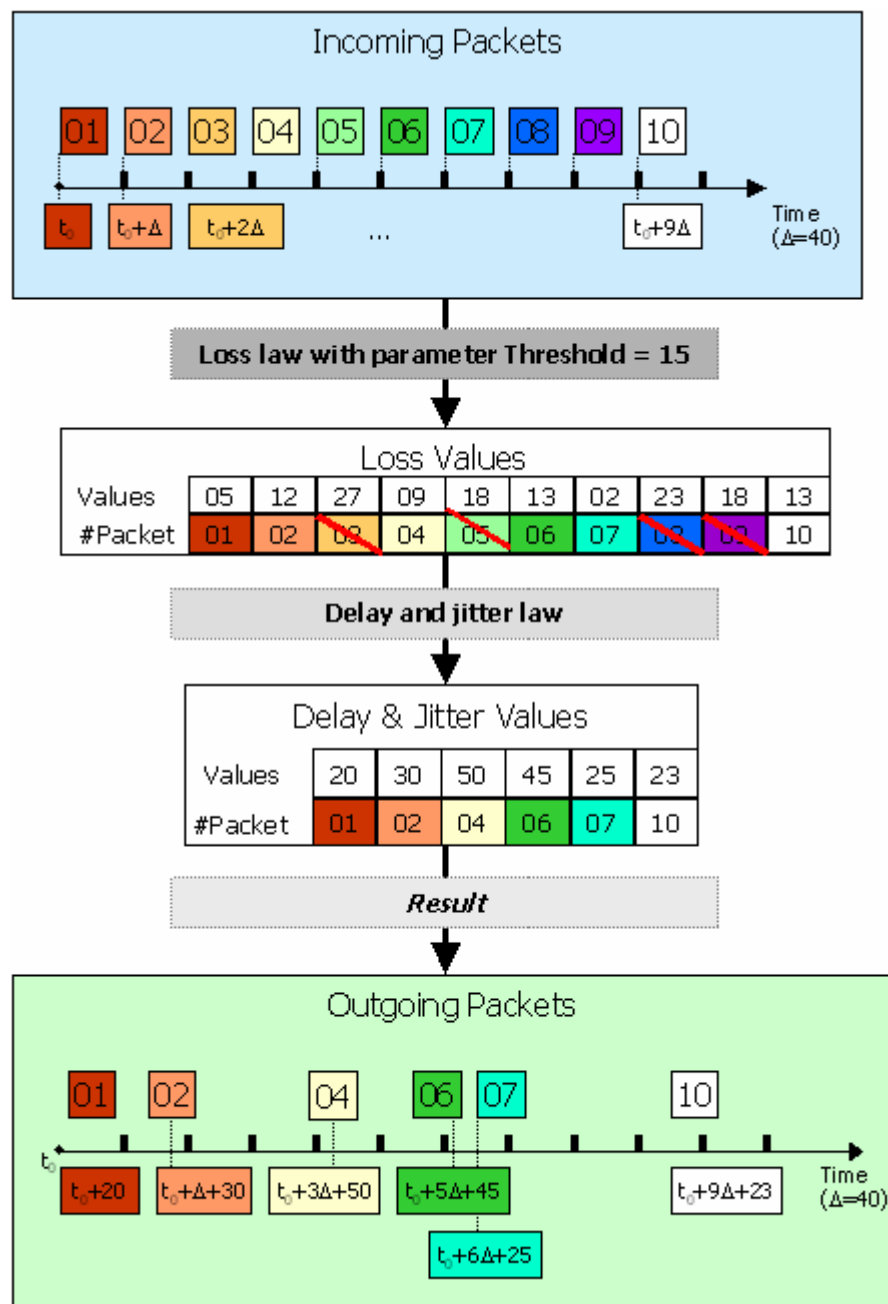 Incoming Packets
01 02 03 04 05 06 07 08 09 10
t₀ t₀+Δ t₀+2Δ ... t₀+9Δ
Time
(Δ=40)
Loss law with parameter Threshold = 15
Loss Values
Values 05 12 27 09 18 13 02 23 18 13
#Packet 01 02 03 04 05 06 07 08 09 10
Delay and jitter law
Delay & Jitter Values
Values 20 30 50 45 25 23
#Packet 01 02 04 06 07 10
Result
Outgoing Packets
01 02 04 06 07 10
t₀
t₀+20 t₀+Δ+30 t₀+3Δ+50 t₀+5Δ+45 t₀+9Δ+23
Time
(Δ=40)
t₀+6Δ+25